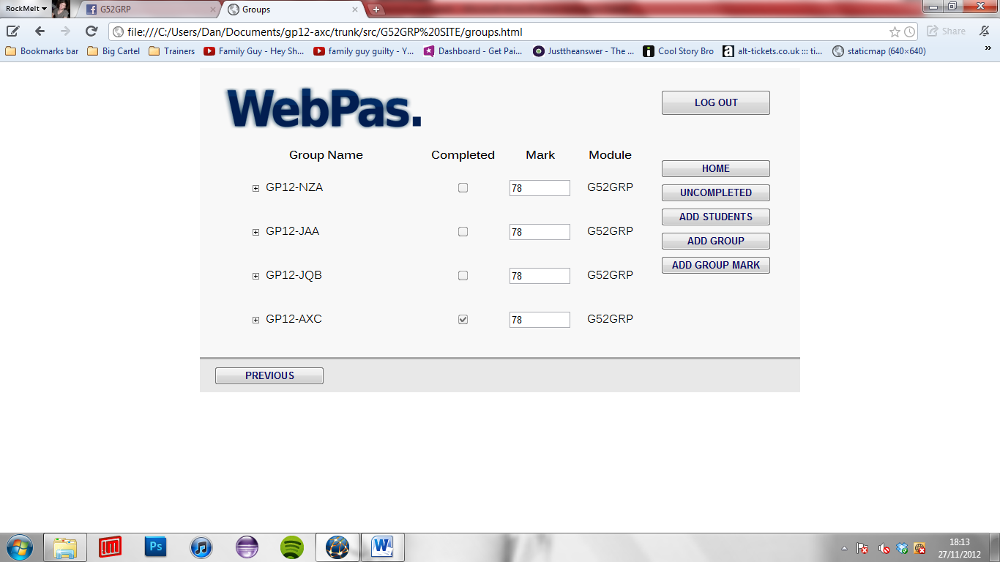 RockMelt
G52GRP
Groups
file:///C:/Users/Dan/Documents/gp12-axc/trunk/src/G52GRP%20SITE/groups.html
Share
Bookmarks bar
Big Cartel
Trainers
Family Guy - Hey Sh...
family guy guilty - Y...
Dashboard - Get Pai...
Justtheanswer - The ...
Cool Story Bro
alt-tickets.co.uk ::: ti...
staticmap (640×640)
»
WebPas.
LOG OUT
Group Name Completed Mark Module
GP12-NZA 78 G52GRP
GP12-JAA 78 G52GRP
GP12-JQB 78 G52GRP
GP12-AXC 78 G52GRP
HOME
UNCOMPLETED
ADD STUDENTS
ADD GROUP
ADD GROUP MARK
PREVIOUS
Ps
W
18:13
27/11/2012